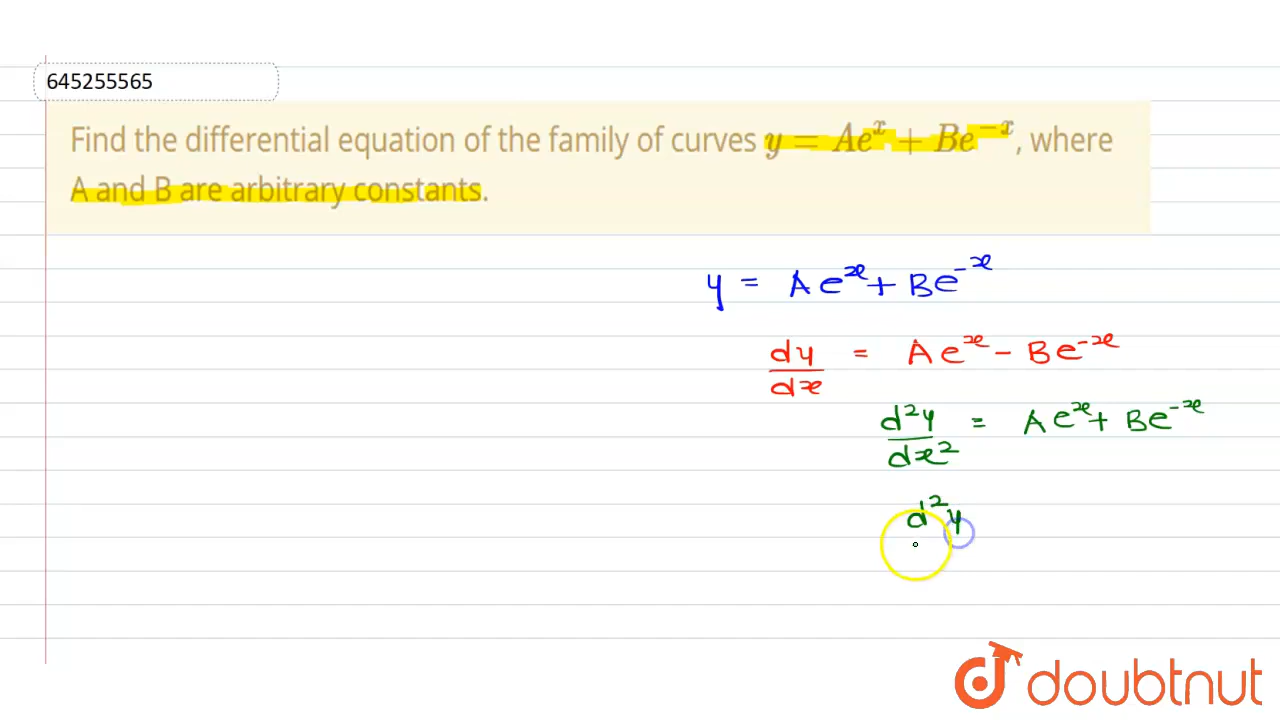 645255565
Find the differential equation of the family of curves y = Ae^x + Be^{-x}, where
A and B are arbitrary constants.
y = Ae^x + Be^{-x}
dy/dx = Ae^x - Be^{-x}
d²y/dx² = Ae^x + Be^{-x}
d²y
doubtnut